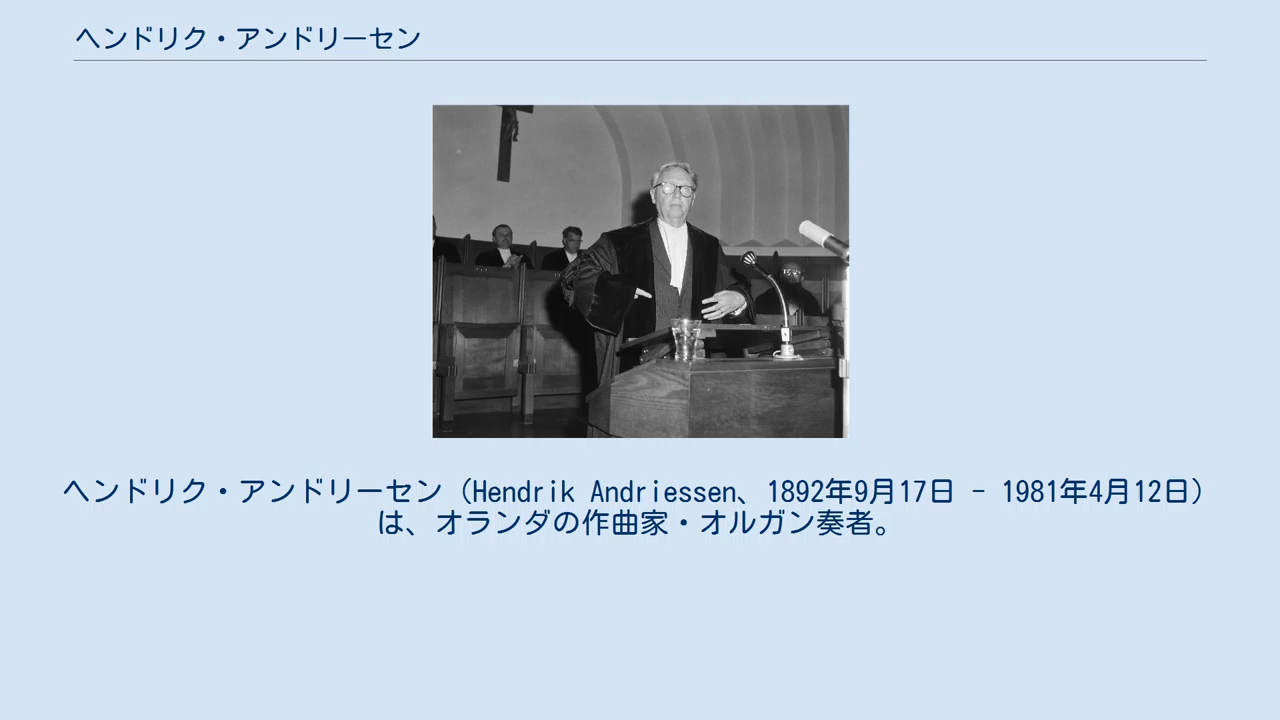 ヘンドリク・アンドリーセン
ヘンドリク・アンドリーセン（Hendrik Andriessen、1892年9月17日 - 1981年4月12日）
は、オランダの作曲家・オルガン奏者。